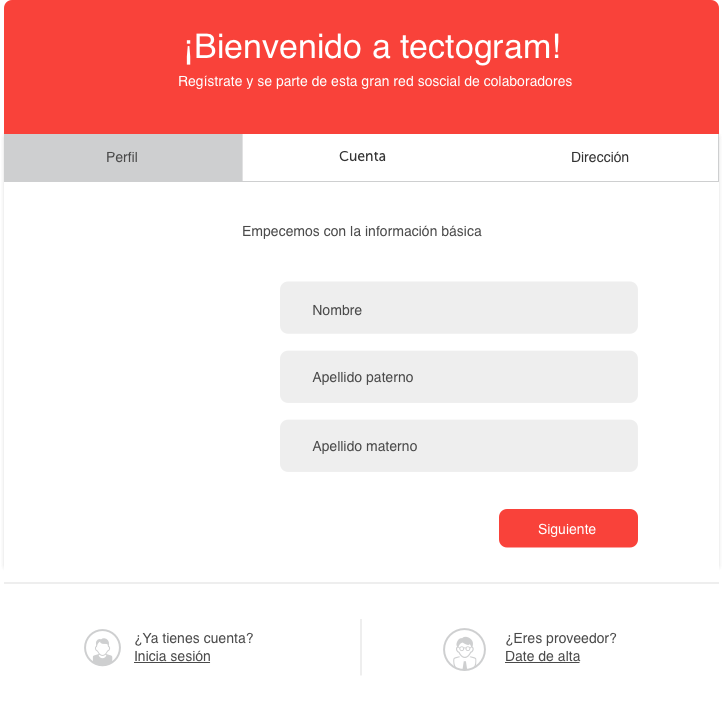 ¡Bienvenido a tectogram!
Regístrate y se parte de esta gran red soscial de colaboradores
Perfil
Cuenta
Dirección
Empecemos con la información básica
Nombre
Apellido paterno
Apellido materno
Siguiente
¿Ya tienes cuenta?
Inicia sesión
¿Eres proveedor?
Date de alta